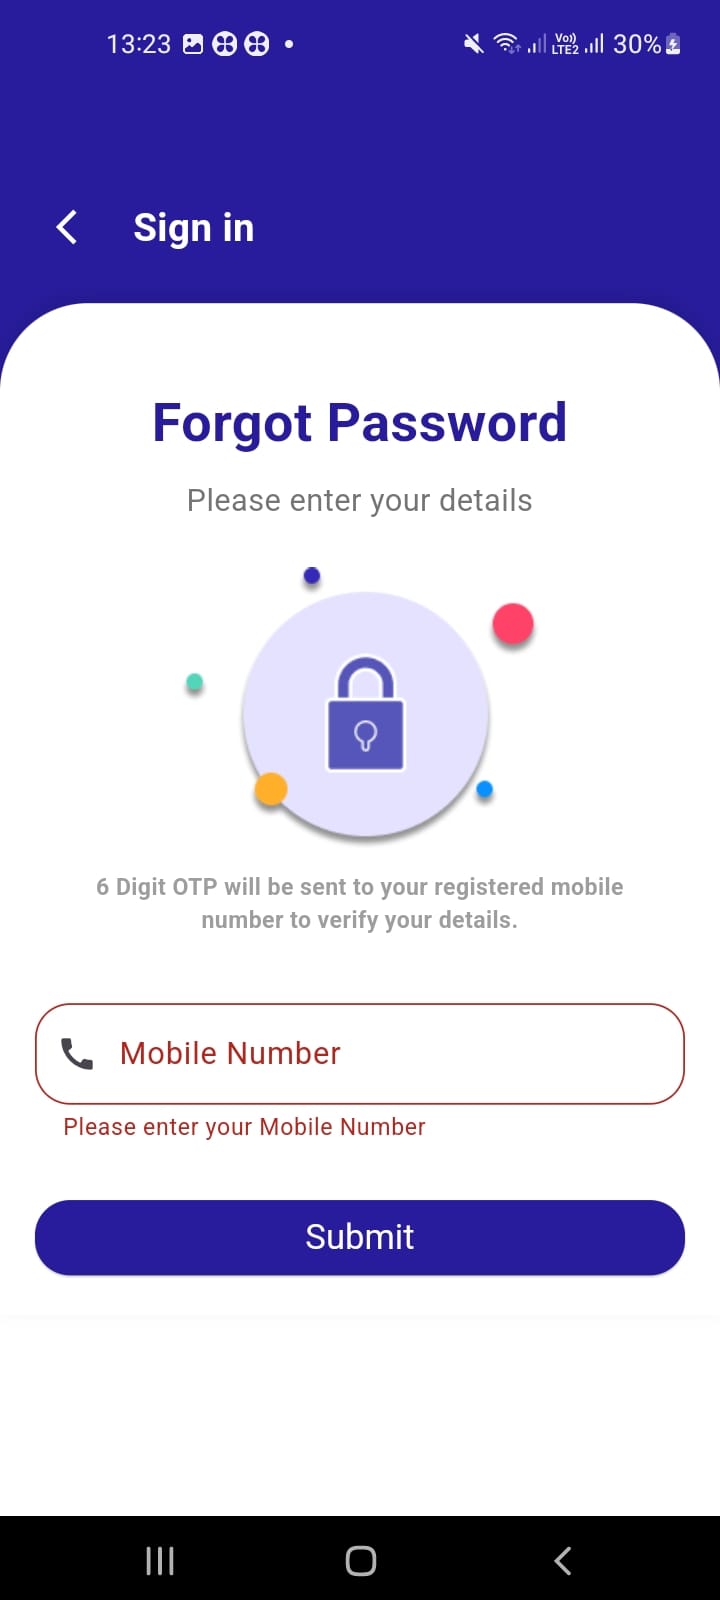 13:23
Vo)) LTE2 30%
Sign in
Forgot Password
Please enter your details
6 Digit OTP will be sent to your registered mobile
number to verify your details.
Mobile Number
Please enter your Mobile Number
Submit